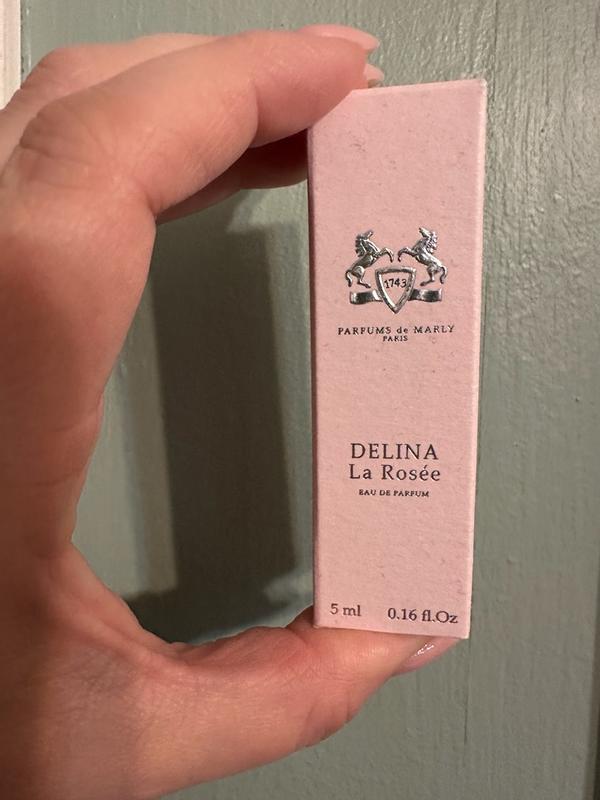 1743
PARFUMS de MARLY
PARIS
DELINA
La Rosée
EAU DE PARFUM
5 ml 0.16 fl.Oz